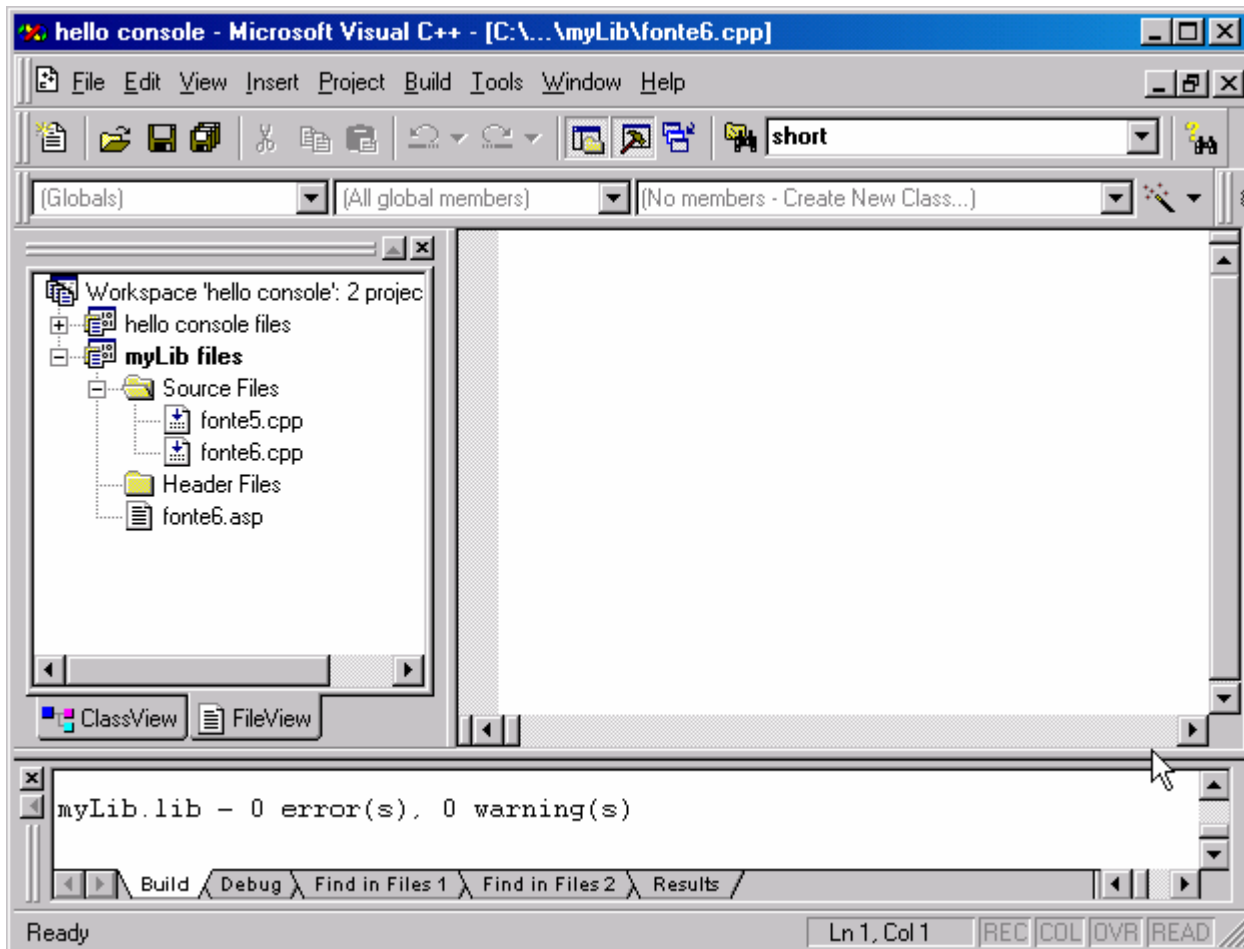 hello console - Microsoft Visual C++ - [C:\...\myLib\fonte6.cpp]
File Edit View Insert Project Build Tools Window Help
short
(Globals) (All global members) (No members - Create New Class...)
Workspace 'hello console': 2 projec
hello console files
myLib files
Source Files
fonte5.cpp
fonte6.cpp
Header Files
fonte6.asp
ClassView FileView
myLib.lib - 0 error(s), 0 warning(s)
Build Debug Find in Files 1 Find in Files 2 Results
Ready Ln 1, Col 1 REC COL OVR READ